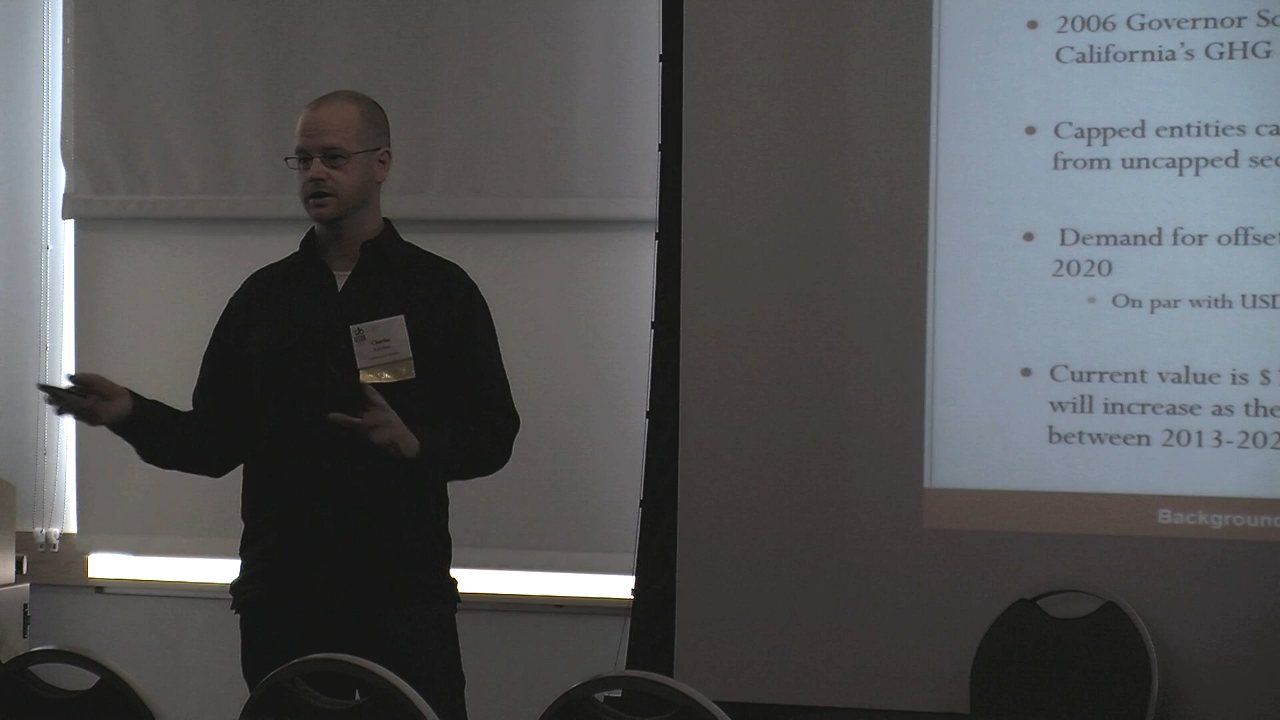 • 2006 Governor Sc
California's GHG
• Capped entities ca
from uncapped sec
• Demand for offset
2020
• On par with USD
• Current value is $
will increase as the
between 2013-202
Background
Charles